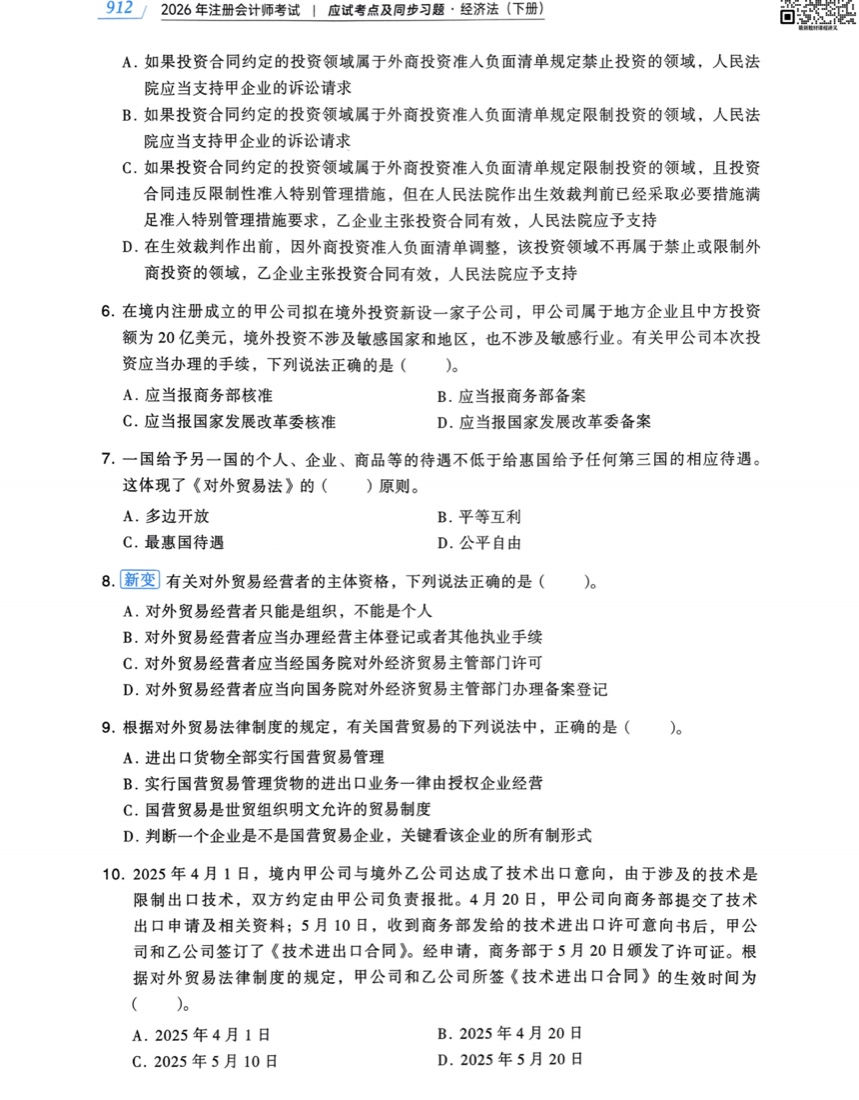 912 2026年注册会计师考试 | 应试考点及同步习题·经济法（下册）
A. 如果投资合同约定的投资领域属于外商投资准入负面清单规定禁止投资的领域，人民法
院应当支持甲企业的诉讼请求
B. 如果投资合同约定的投资领域属于外商投资准入负面清单规定限制投资的领域，人民法
院应当支持甲企业的诉讼请求
C. 如果投资合同约定的投资领域属于外商投资准入负面清单规定限制投资的领域，且投资
合同违反限制性准入特别管理措施，但在人民法院作出生效裁判前已经采取必要措施满
足准入特别管理措施要求，乙企业主张投资合同有效，人民法院应予支持
D. 在生效裁判作出前，因外商投资准入负面清单调整，该投资领域不再属于禁止或限制外
商投资的领域，乙企业主张投资合同有效，人民法院应予支持
6. 在境内注册成立的甲公司拟在境外投资新设一家子公司，甲公司属于地方企业且中方投资
额为20亿美元，境外投资不涉及敏感国家和地区，也不涉及敏感行业。有关甲公司本次投
资应当办理的手续，下列说法正确的是（　　）。
A. 应当报商务部核准 B. 应当报商务部备案
C. 应当报国家发展改革委核准 D. 应当报国家发展改革委备案
7. 一国给予另一国的个人、企业、商品等的待遇不低于给惠国给予任何第三国的相应待遇。
这体现了《对外贸易法》的（　　）原则。
A. 多边开放 B. 平等互利
C. 最惠国待遇 D. 公平自由
8. 新变 有关对外贸易经营者的主体资格，下列说法正确的是（　　）。
A. 对外贸易经营者只能是组织，不能是个人
B. 对外贸易经营者应当办理经营主体登记或者其他执业手续
C. 对外贸易经营者应当经国务院对外经济贸易主管部门许可
D. 对外贸易经营者应当向国务院对外经济贸易主管部门办理备案登记
9. 根据对外贸易法律制度的规定，有关国营贸易的下列说法中，正确的是（　　）。
A. 进出口货物全部实行国营贸易管理
B. 实行国营贸易管理货物的进出口业务一律由授权企业经营
C. 国营贸易是世贸组织明文允许的贸易制度
D. 判断一个企业是不是国营贸易企业，关键看该企业的所有制形式
10. 2025年4月1日，境内甲公司与境外乙公司达成了技术出口意向，由于涉及的技术是
限制出口技术，双方约定由甲公司负责报批。4月20日，甲公司向商务部提交了技术
出口申请及相关资料；5月10日，收到商务部发给的技术进出口许可意向书后，甲公
司和乙公司签订了《技术进出口合同》。经申请，商务部于5月20日颁发了许可证。根
据对外贸易法律制度的规定，甲公司和乙公司所签《技术进出口合同》的生效时间为
（　　）。
A. 2025年4月1日 B. 2025年4月20日
C. 2025年5月10日 D. 2025年5月20日